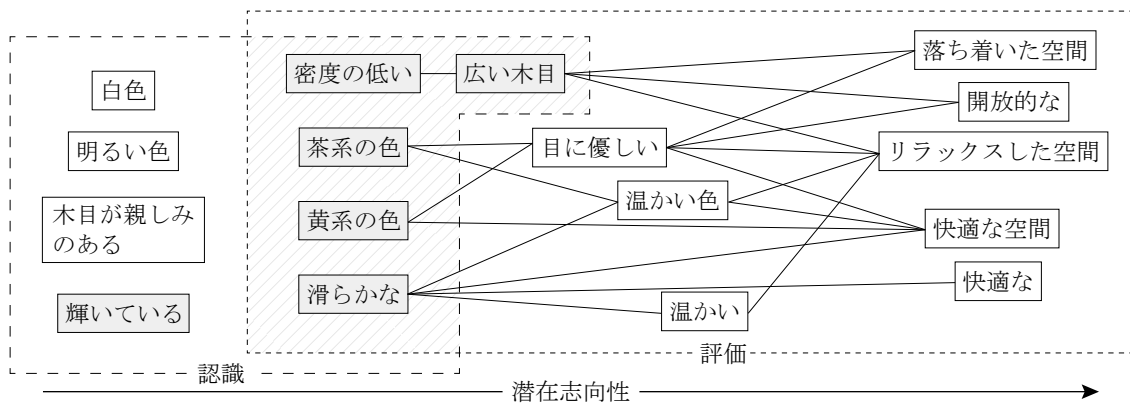 白色
明るい色
木目が親しみ
のある
輝いている
密度の低い
広い木目
茶系の色
黄系の色
滑らかな
目に優しい
温かい色
温かい
落ち着いた空間
開放的な
リラックスした空間
快適な空間
快適な
評価
認識
潜在志向性